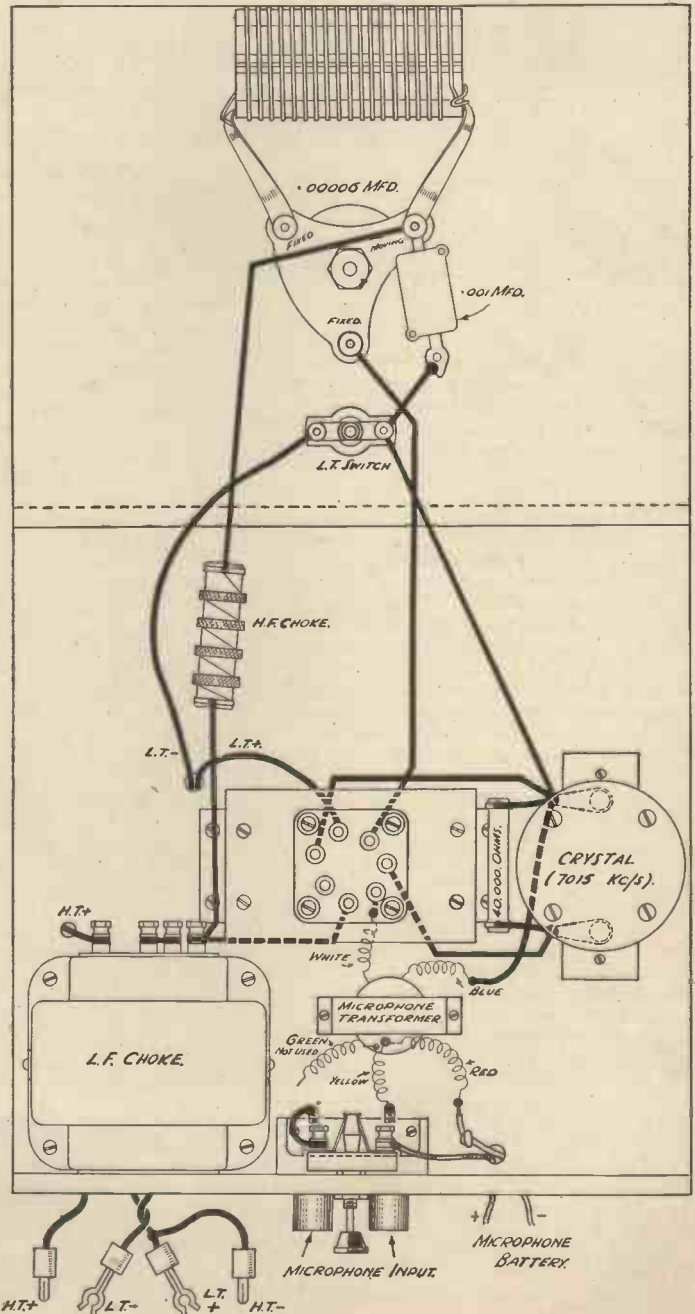 .00006 MFD.
FIXED
MOVING
.001 MFD.
FIXED.
L.T. SWITCH
H.F. CHOKE.
L.T.-
L.T.+
40,000 OHMS.
CRYSTAL
(7015 KC/S).
H.T.+
WHITE
BLUE
MICROPHONE
TRANSFORMER
GREEN
NOT USED
YELLOW
RED
L.F. CHOKE.
+
-
MICROPHONE
BATTERY.
MICROPHONE INPUT.
H.T.+
L.T.-
L.T.
+
H.T.-